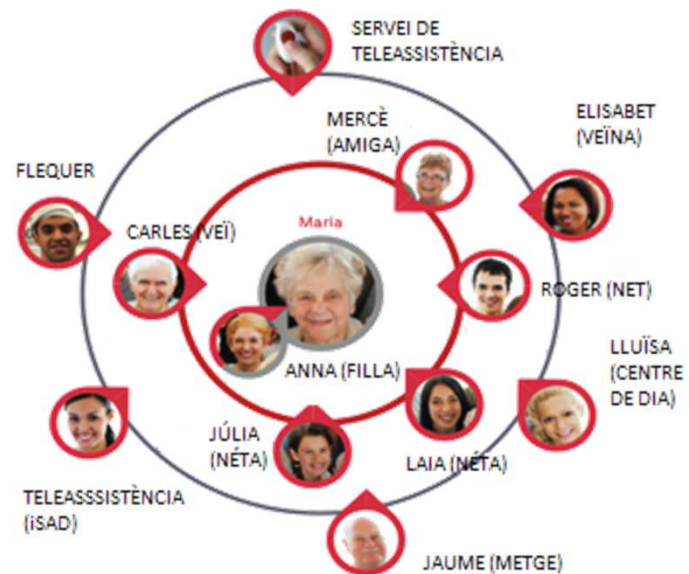 SERVEI DE
TELEASSISTÈNCIA
MERCÈ
(AMIGA)
ELISABET
(VEÏNA)
FLEQUER
CARLES (VEÏ)
Maria
ROGER (NET)
ANNA (FILLA)
LLUÏSA
(CENTRE
DE DIA)
JÚLIA
(NÉTA)
LAIA (NÉTA)
TELEASSSISTÈNCIA
(iSAD)
JAUME (METGE)